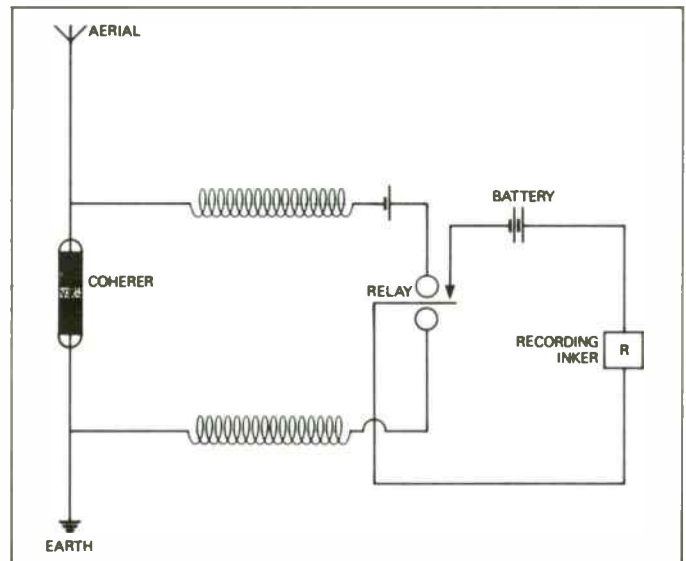 AERIAL
BATTERY
COHERER
RELAY
RECORDING
INKER
R
EARTH